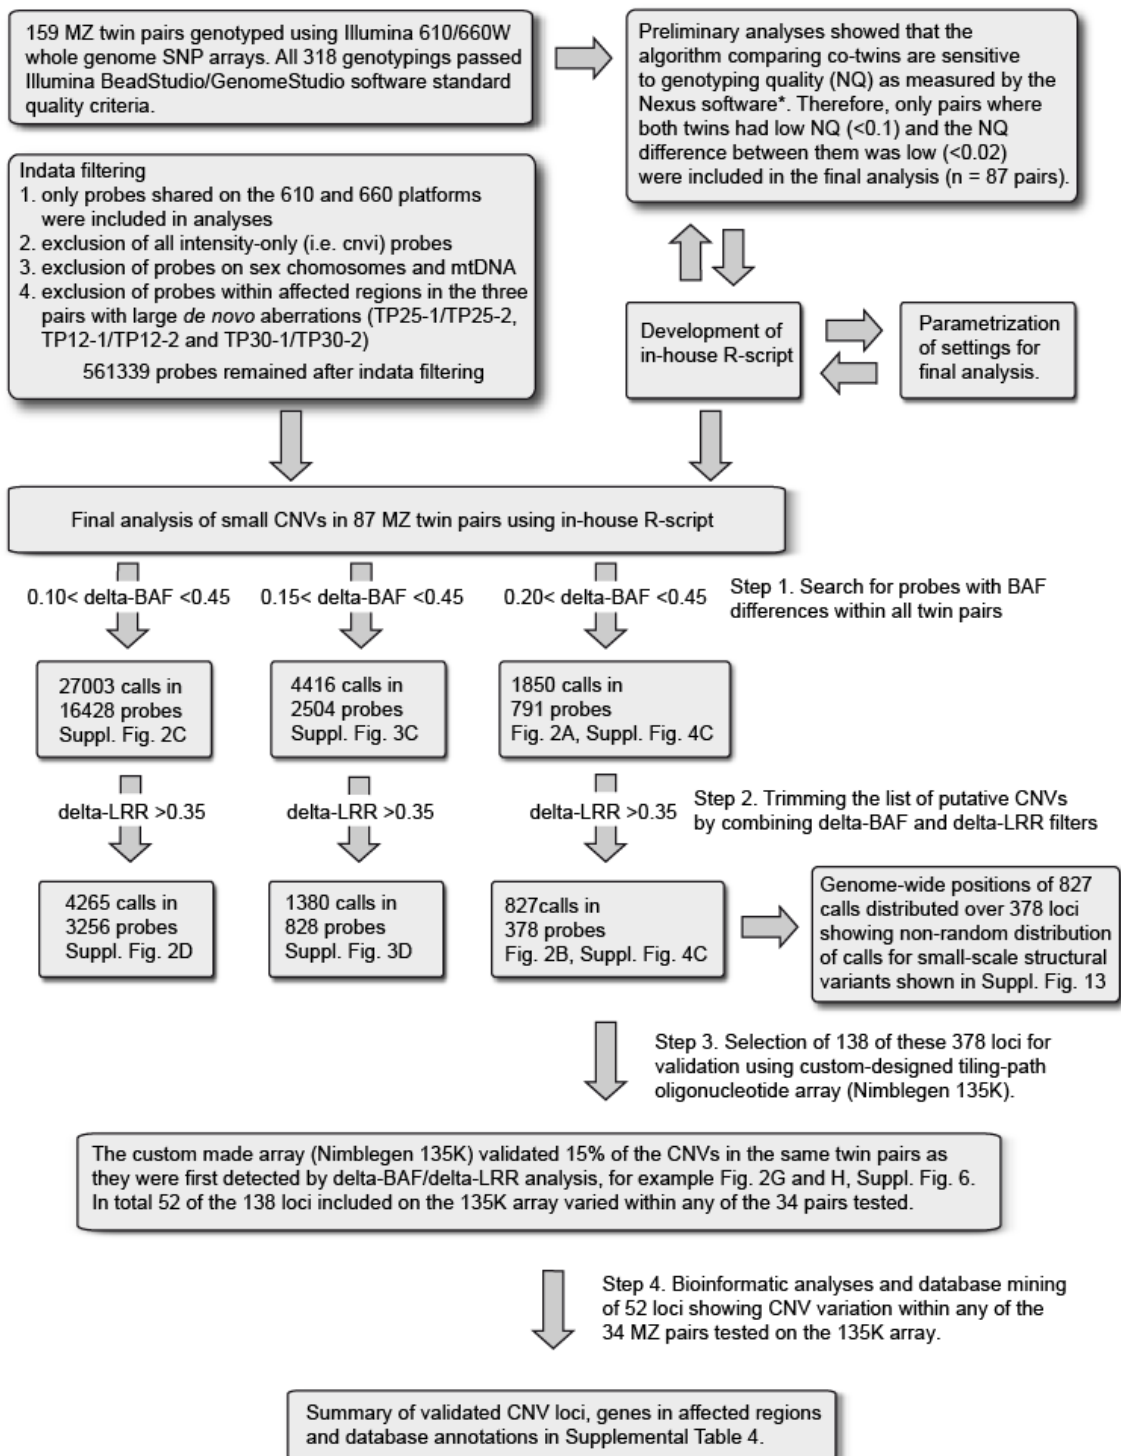 159 MZ twin pairs genotyped using Illumina 610/660W
whole genome SNP arrays. All 318 genotypings passed
Illumina BeadStudio/GenomeStudio software standard
quality criteria.
Preliminary analyses showed that the
algorithm comparing co-twins are sensitive
to genotyping quality (NQ) as measured by the
Nexus software*. Therefore, only pairs where
both twins had low NQ (<0.1) and the NQ
difference between them was low (<0.02)
were included in the final analysis (n = 87 pairs).
Indata filtering
1. only probes shared on the 610 and 660 platforms
were included in analyses
2. exclusion of all intensity-only (i.e. cnvi) probes
3. exclusion of probes on sex chomosomes and mtDNA
4. exclusion of probes within affected regions in the three
pairs with large de novo aberrations (TP25-1/TP25-2,
TP12-1/TP12-2 and TP30-1/TP30-2)
561339 probes remained after indata filtering
Development of
in-house R-script
Parametrization
of settings for
final analysis.
Final analysis of small CNVs in 87 MZ twin pairs using in-house R-script
0.10< delta-BAF <0.45
0.15< delta-BAF <0.45
0.20< delta-BAF <0.45
Step 1. Search for probes with BAF
differences within all twin pairs
27003 calls in
16428 probes
Suppl. Fig. 2C
4416 calls in
2504 probes
Suppl. Fig. 3C
1850 calls in
791 probes
Fig. 2A, Suppl. Fig. 4C
delta-LRR >0.35
delta-LRR >0.35
delta-LRR >0.35
Step 2. Trimming the list of putative CNVs
by combining delta-BAF and delta-LRR filters
4265 calls in
3256 probes
Suppl. Fig. 2D
1380 calls in
828 probes
Suppl. Fig. 3D
827calls in
378 probes
Fig. 2B, Suppl. Fig. 4C
Genome-wide positions of 827
calls distributed over 378 loci
showing non-random distribution
of calls for small-scale structural
variants shown in Suppl. Fig. 13
Step 3. Selection of 138 of these 378 loci for
validation using custom-designed tiling-path
oligonucleotide array (Nimblegen 135K).
The custom made array (Nimblegen 135K) validated 15% of the CNVs in the same twin pairs as
they were first detected by delta-BAF/delta-LRR analysis, for example Fig. 2G and H, Suppl. Fig. 6.
In total 52 of the 138 loci included on the 135K array varied within any of the 34 pairs tested.
Step 4. Bioinformatic analyses and database mining
of 52 loci showing CNV variation within any of the
34 MZ pairs tested on the 135K array.
Summary of validated CNV loci, genes in affected regions
and database annotations in Supplemental Table 4.